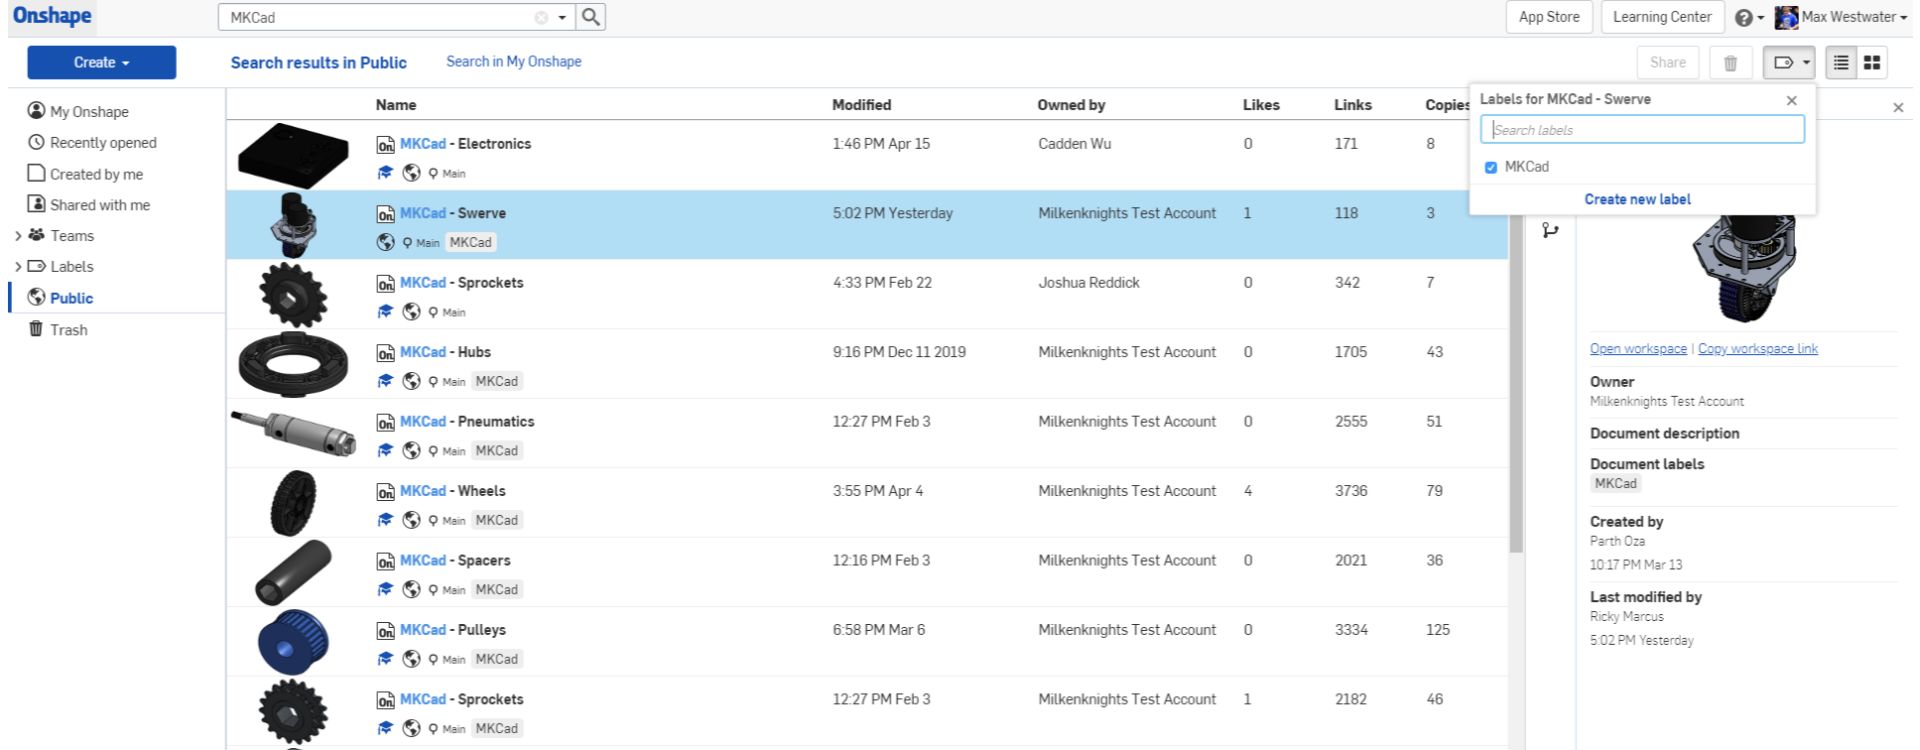 Onshape
MKCad
App Store
Learning Center
Max Westwater
Create
Search results in Public
Search in My Onshape
Share
My Onshape
Recently opened
Created by me
Shared with me
Teams
Labels
Public
Trash
Name Modified Owned by Likes Links Copies
MKCad - Electronics 1:46 PM Apr 15 Cadden Wu 0 171 8
Main
MKCad - Swerve 5:02 PM Yesterday Milkenknights Test Account 1 118 3
Main MKCad
MKCad - Sprockets 4:33 PM Feb 22 Joshua Reddick 0 342 7
Main
MKCad - Hubs 9:16 PM Dec 11 2019 Milkenknights Test Account 0 1705 43
Main MKCad
MKCad - Pneumatics 12:27 PM Feb 3 Milkenknights Test Account 0 2555 51
Main MKCad
MKCad - Wheels 3:55 PM Apr 4 Milkenknights Test Account 4 3736 79
Main MKCad
MKCad - Spacers 12:16 PM Feb 3 Milkenknights Test Account 0 2021 36
Main MKCad
MKCad - Pulleys 6:58 PM Mar 6 Milkenknights Test Account 0 3334 125
Main MKCad
MKCad - Sprockets 12:27 PM Feb 3 Milkenknights Test Account 1 2182 46
Main MKCad
Labels for MKCad - Swerve
Search labels
MKCad
Create new label
Open workspace | Copy workspace link
Owner
Milkenknights Test Account
Document description
Document labels
MKCad
Created by
Parth Oza
10:17 PM Mar 13
Last modified by
Ricky Marcus
5:02 PM Yesterday